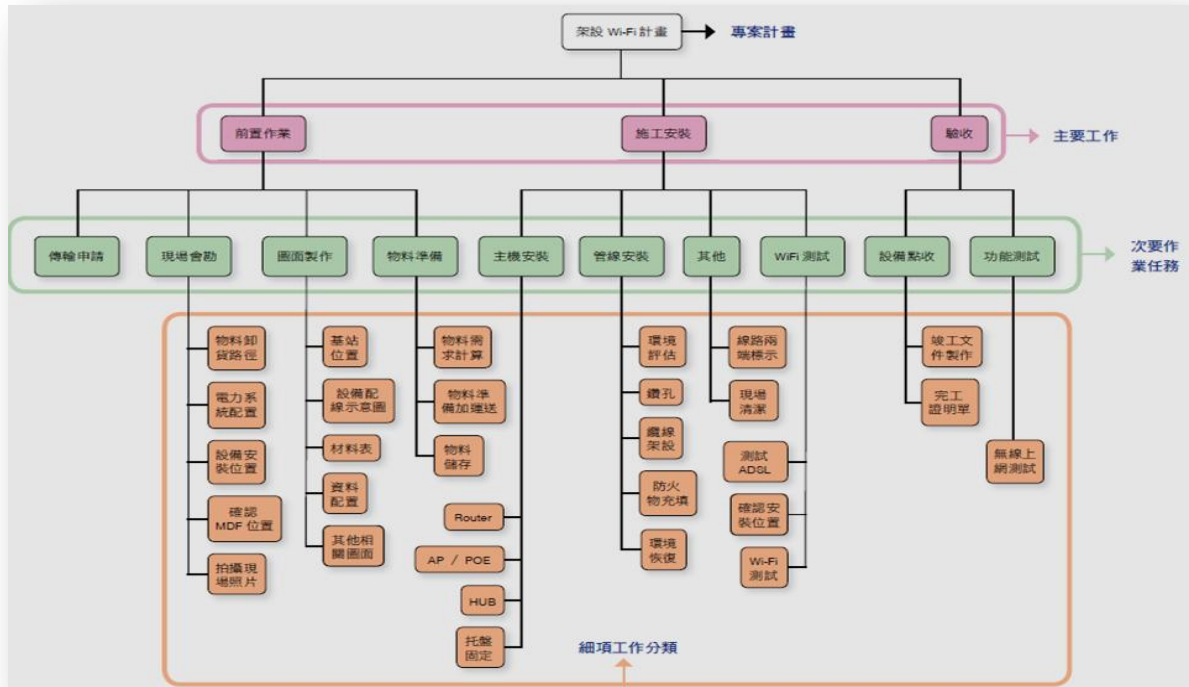 架設 Wi-Fi 計畫
專案計畫
前置作業
施工安裝
驗收
主要工作
傳輸申請
現場會勘
圖面製作
物料準備
主機安裝
管線安裝
其他
WiFi 測試
設備點收
功能測試
次要作
業任務
物料卸
貨路徑
電力系
統配置
設備安
裝位置
確認
MDF 位置
拍攝現
場照片
基站
位置
設備配
線示意圖
材料表
資料
配置
其他相
關圖面
物料需
求計算
物料準
備加運送
物料
儲存
Router
AP / POE
HUB
托盤
固定
環境
評估
鑽孔
纜線
架設
防火
物充填
環境
恢復
線路兩
端標示
現場
清潔
測試
ADSL
確認安
裝位置
Wi-Fi
測試
竣工文
件製作
完工
證明單
無線上
網測試
細項工作分類